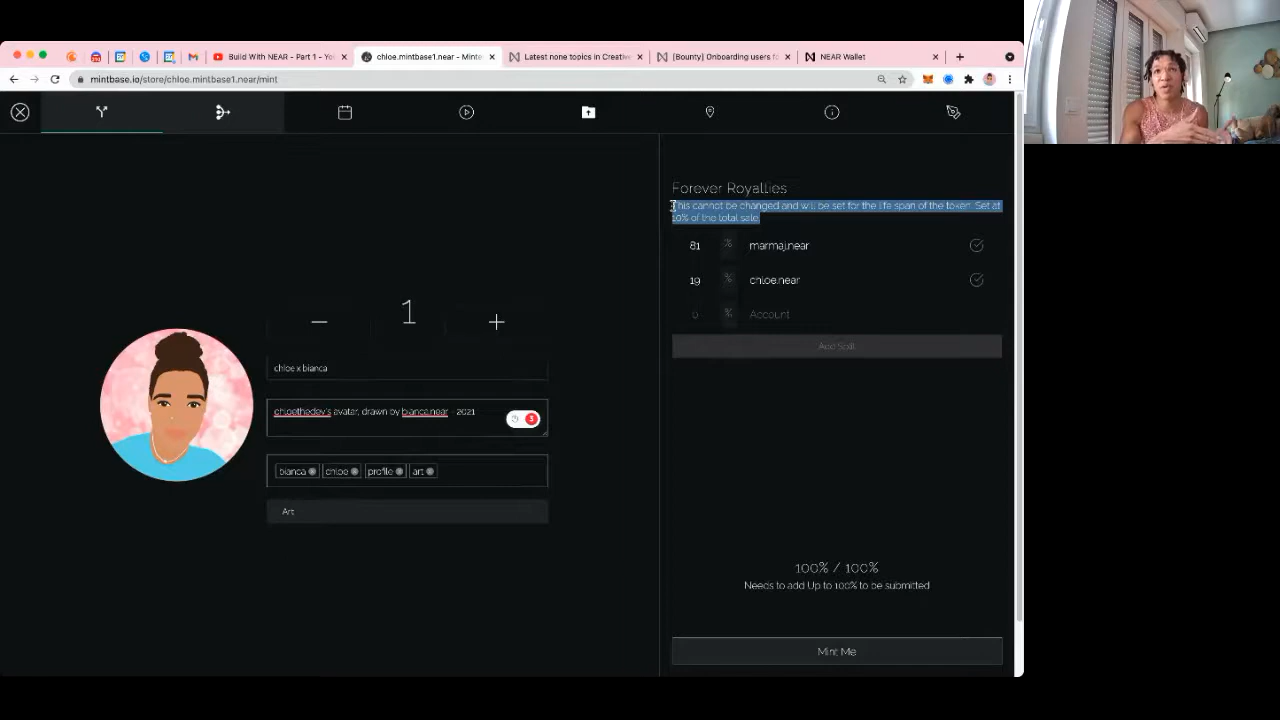 Build With NEAR - Part 1 - Yo
chloe.mintbase1.near - Minte
Latest none topics in Creative
[Bounty] Onboarding users fo
NEAR Wallet
mintbase.io/store/chloe.mintbase1.near/mint
Forever Royalties
This cannot be changed and will be set for the life span of the token. Set at
10% of the total sale
81 % marmaj.near
19 % chloe.near
0 % Account
Add Split
1
chloe x bianca
chloethedev's avatar, drawn by bianca.near - 2021
3
bianca chloe profile art
Art
100% / 100%
Needs to add Up to 100% to be submitted
Mint Me